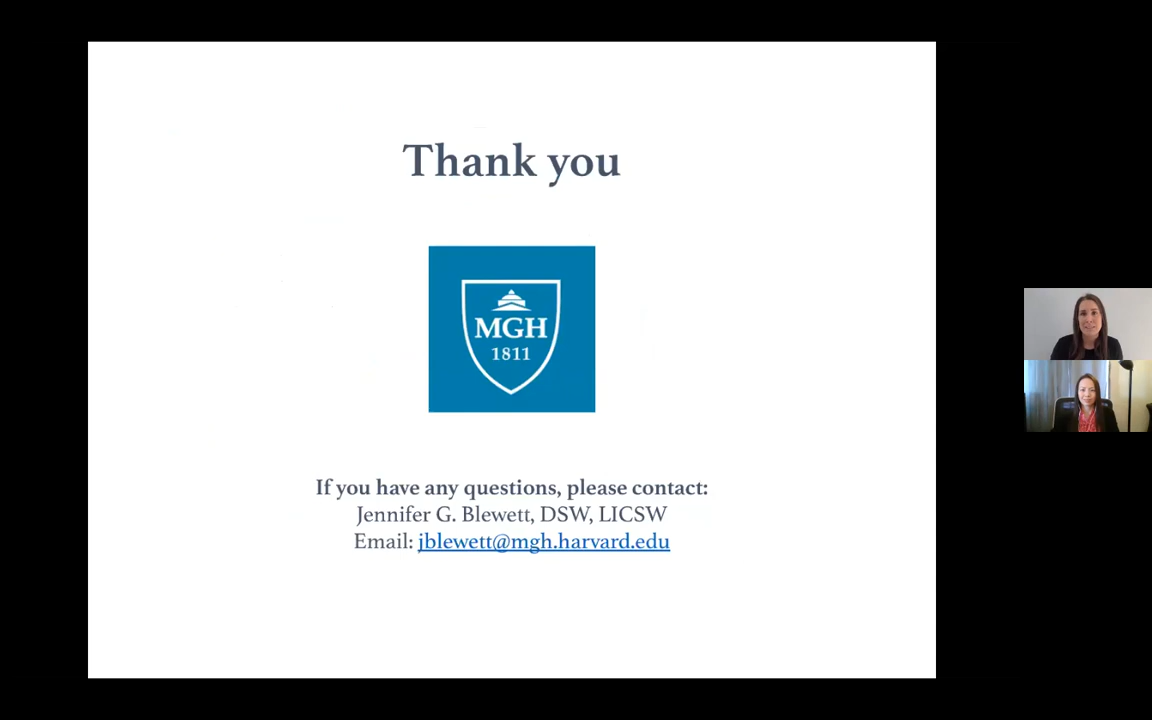 Thank you
MGH
1811
If you have any questions, please contact:
Jennifer G. Blewett, DSW, LICSW
Email: jblewett@mgh.harvard.edu